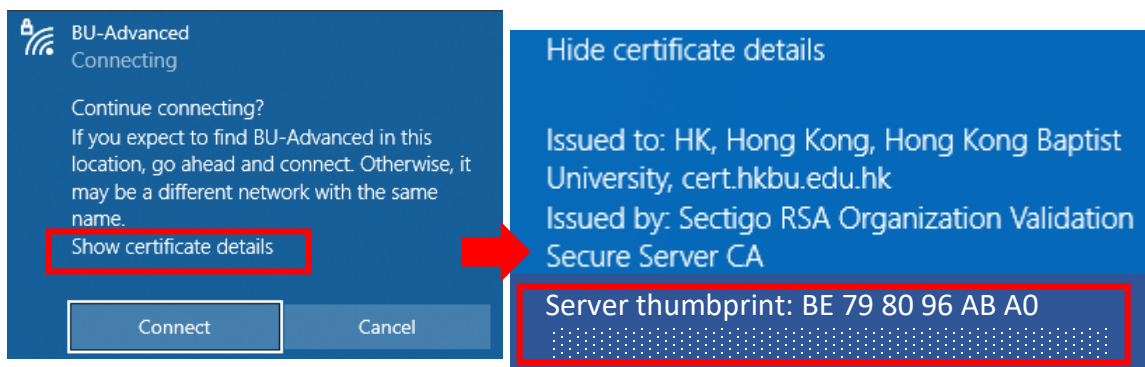 BU-Advanced
Connecting
Continue connecting?
If you expect to find BU-Advanced in this
location, go ahead and connect. Otherwise, it
may be a different network with the same
name.
Show certificate details
Connect
Cancel
Hide certificate details
Issued to: HK, Hong Kong, Hong Kong Baptist
University, cert.hkbu.edu.hk
Issued by: Sectigo RSA Organization Validation
Secure Server CA
Server thumbprint: BE 79 80 96 AB A0